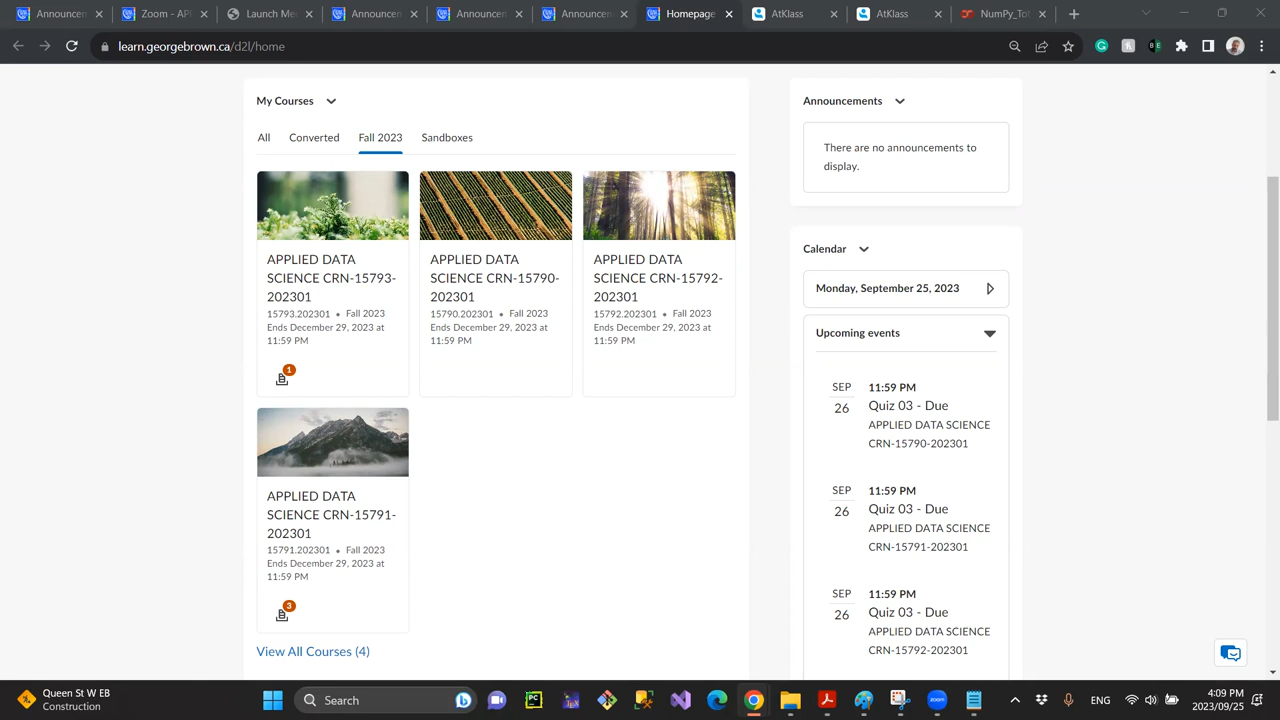 Announcem
Zoom - API
Launch Me
Announcem
Announcem
Announcem
Homepage
AtKlass
AtKlass
NumPy_Tot
learn.georgebrown.ca/d2l/home
My Courses
All Converted Fall 2023 Sandboxes
APPLIED DATA
SCIENCE CRN-15793-
202301
15793.202301 • Fall 2023
Ends December 29, 2023 at
11:59 PM
1
APPLIED DATA
SCIENCE CRN-15790-
202301
15790.202301 • Fall 2023
Ends December 29, 2023 at
11:59 PM
APPLIED DATA
SCIENCE CRN-15792-
202301
15792.202301 • Fall 2023
Ends December 29, 2023 at
11:59 PM
APPLIED DATA
SCIENCE CRN-15791-
202301
15791.202301 • Fall 2023
Ends December 29, 2023 at
11:59 PM
3
View All Courses (4)
Announcements
There are no announcements to
display.
Calendar
Monday, September 25, 2023
Upcoming events
SEP
26
11:59 PM
Quiz 03 - Due
APPLIED DATA SCIENCE
CRN-15790-202301
SEP
26
11:59 PM
Quiz 03 - Due
APPLIED DATA SCIENCE
CRN-15791-202301
SEP
26
11:59 PM
Quiz 03 - Due
APPLIED DATA SCIENCE
CRN-15792-202301
Queen St W EB
Construction
Search
ENG
4:09 PM
2023/09/25